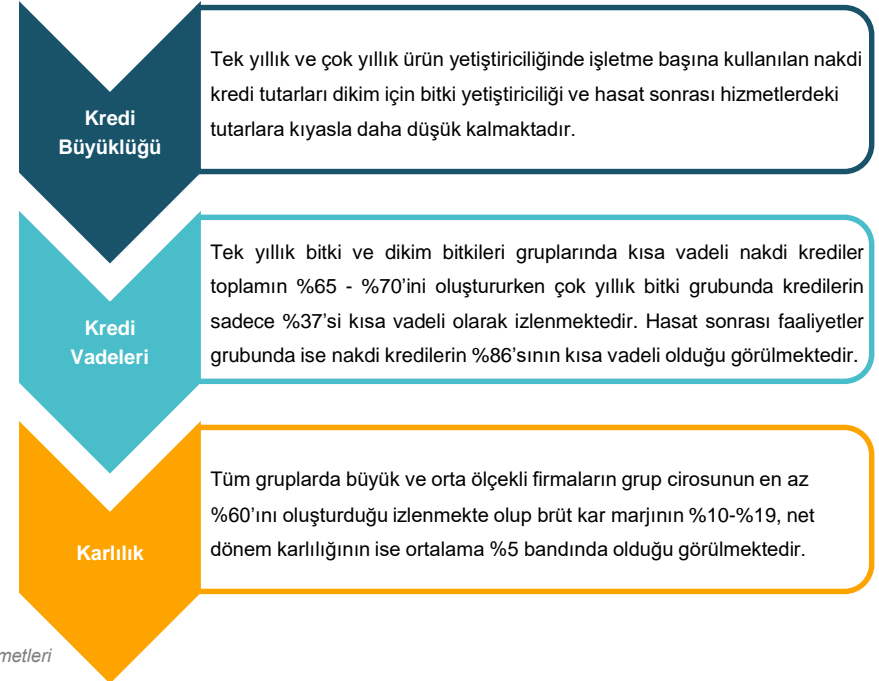 Kredi
Büyüklüğü
Tek yıllık ve çok yıllık ürün yetiştiriciliğinde işletme başına kullanılan nakdi
kredi tutarları dikim için bitki yetiştiriciliği ve hasat sonrası hizmetlerdeki
tutarlara kıyasla daha düşük kalmaktadır.
Kredi
Vadeleri
Tek yıllık bitki ve dikim bitkileri gruplarında kısa vadeli nakdi krediler
toplamın %65 - %70’ini oluştururken çok yıllık bitki grubunda kredilerin
sadece %37’si kısa vadeli olarak izlenmektedir. Hasat sonrası faaliyetler
grubunda ise nakdi kredilerin %86’sının kısa vadeli olduğu görülmektedir.
Karlılık
Tüm gruplarda büyük ve orta ölçekli firmaların grup cirosunun en az
%60’ını oluşturduğu izlenmekte olup brüt kar marjının %10-%19, net
dönem karlılığının ise ortalama %5 bandında olduğu görülmektedir.
metleri